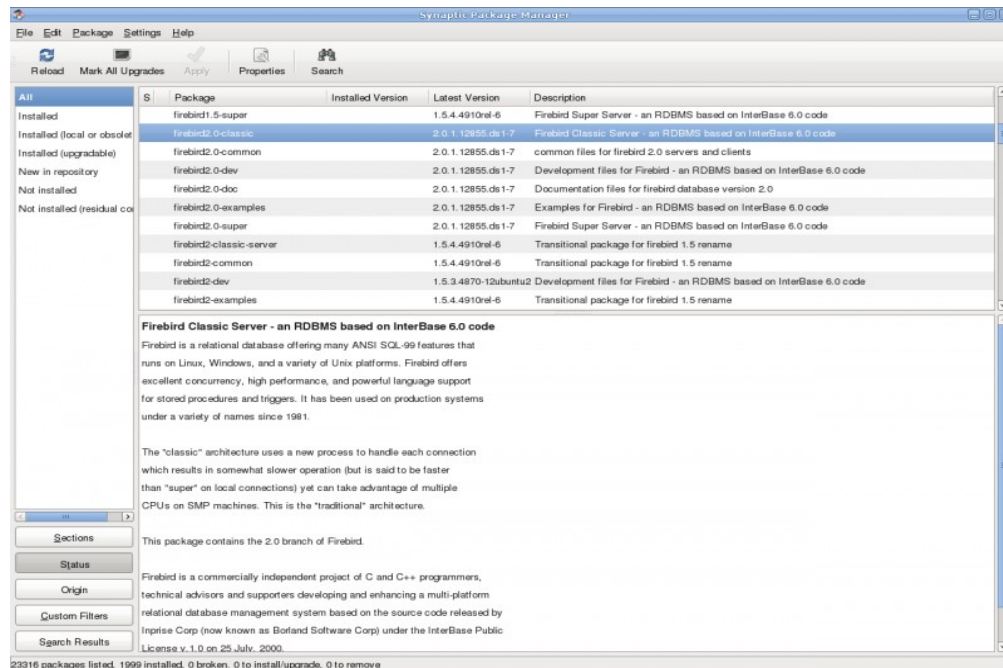 Synaptic Package Manager
File Edit Package Settings Help
Reload Mark All Upgrades Apply Properties Search
All
Installed
Installed (local or obsolet
Installed (upgradable)
New in repository
Not installed
Not installed (residual co
S Package Installed Version Latest Version Description
firebird1.5-super 1.5.4.4910rel-6 Firebird Super Server - an RDBMS based on InterBase 6.0 code
firebird2.0-classic 2.0.1.12855.ds1-7 Firebird Classic Server - an RDBMS based on InterBase 6.0 code
firebird2.0-common 2.0.1.12855.ds1-7 common files for firebird 2.0 servers and clients
firebird2.0-dev 2.0.1.12855.ds1-7 Development files for Firebird - an RDBMS based on InterBase 6.0 code
firebird2.0-doc 2.0.1.12855.ds1-7 Documentation files for firebird database version 2.0
firebird2.0-examples 2.0.1.12855.ds1-7 Examples for Firebird - an RDBMS based on InterBase 6.0 code
firebird2.0-super 2.0.1.12855.ds1-7 Firebird Super Server - an RDBMS based on InterBase 6.0 code
firebird2-classic-server 1.5.4.4910rel-6 Transitional package for firebird 1.5 rename
firebird2-common 1.5.4.4910rel-6 Transitional package for firebird 1.5 rename
firebird2-dev 1.5.3.4870-12ubuntu2 Development files for Firebird - an RDBMS based on InterBase 6.0 code
firebird2-examples 1.5.4.4910rel-6 Transitional package for firebird 1.5 rename
Firebird Classic Server - an RDBMS based on InterBase 6.0 code
Firebird is a relational database offering many ANSI SQL-99 features that
runs on Linux, Windows, and a variety of Unix platforms. Firebird offers
excellent concurrency, high performance, and powerful language support
for stored procedures and triggers. It has been used on production systems
under a variety of names since 1981.
The "classic" architecture uses a new process to handle each connection
which results in somewhat slower operation (but is said to be faster
than "super" on local connections) yet can take advantage of multiple
CPUs on SMP machines. This is the "traditional" architecture.
This package contains the 2.0 branch of Firebird.
Firebird is a commercially independent project of C and C++ programmers,
technical advisors and supporters developing and enhancing a multi-platform
relational database management system based on the source code released by
Inprise Corp (now known as Borland Software Corp) under the InterBase Public
License v.1.0 on 25 July, 2000.
Sections
Status
Origin
Custom Filters
Search Results
23316 packages listed, 1999 installed, 0 broken. 0 to install/upgrade, 0 to remove